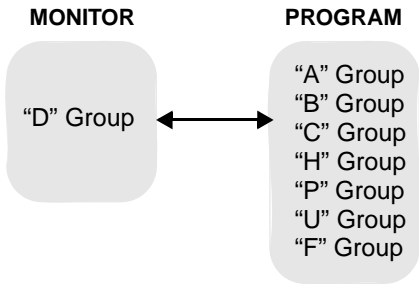 MONITOR
“D” Group
PROGRAM
“A” Group
“B” Group
“C” Group
“H” Group
“P” Group
“U” Group
“F” Group